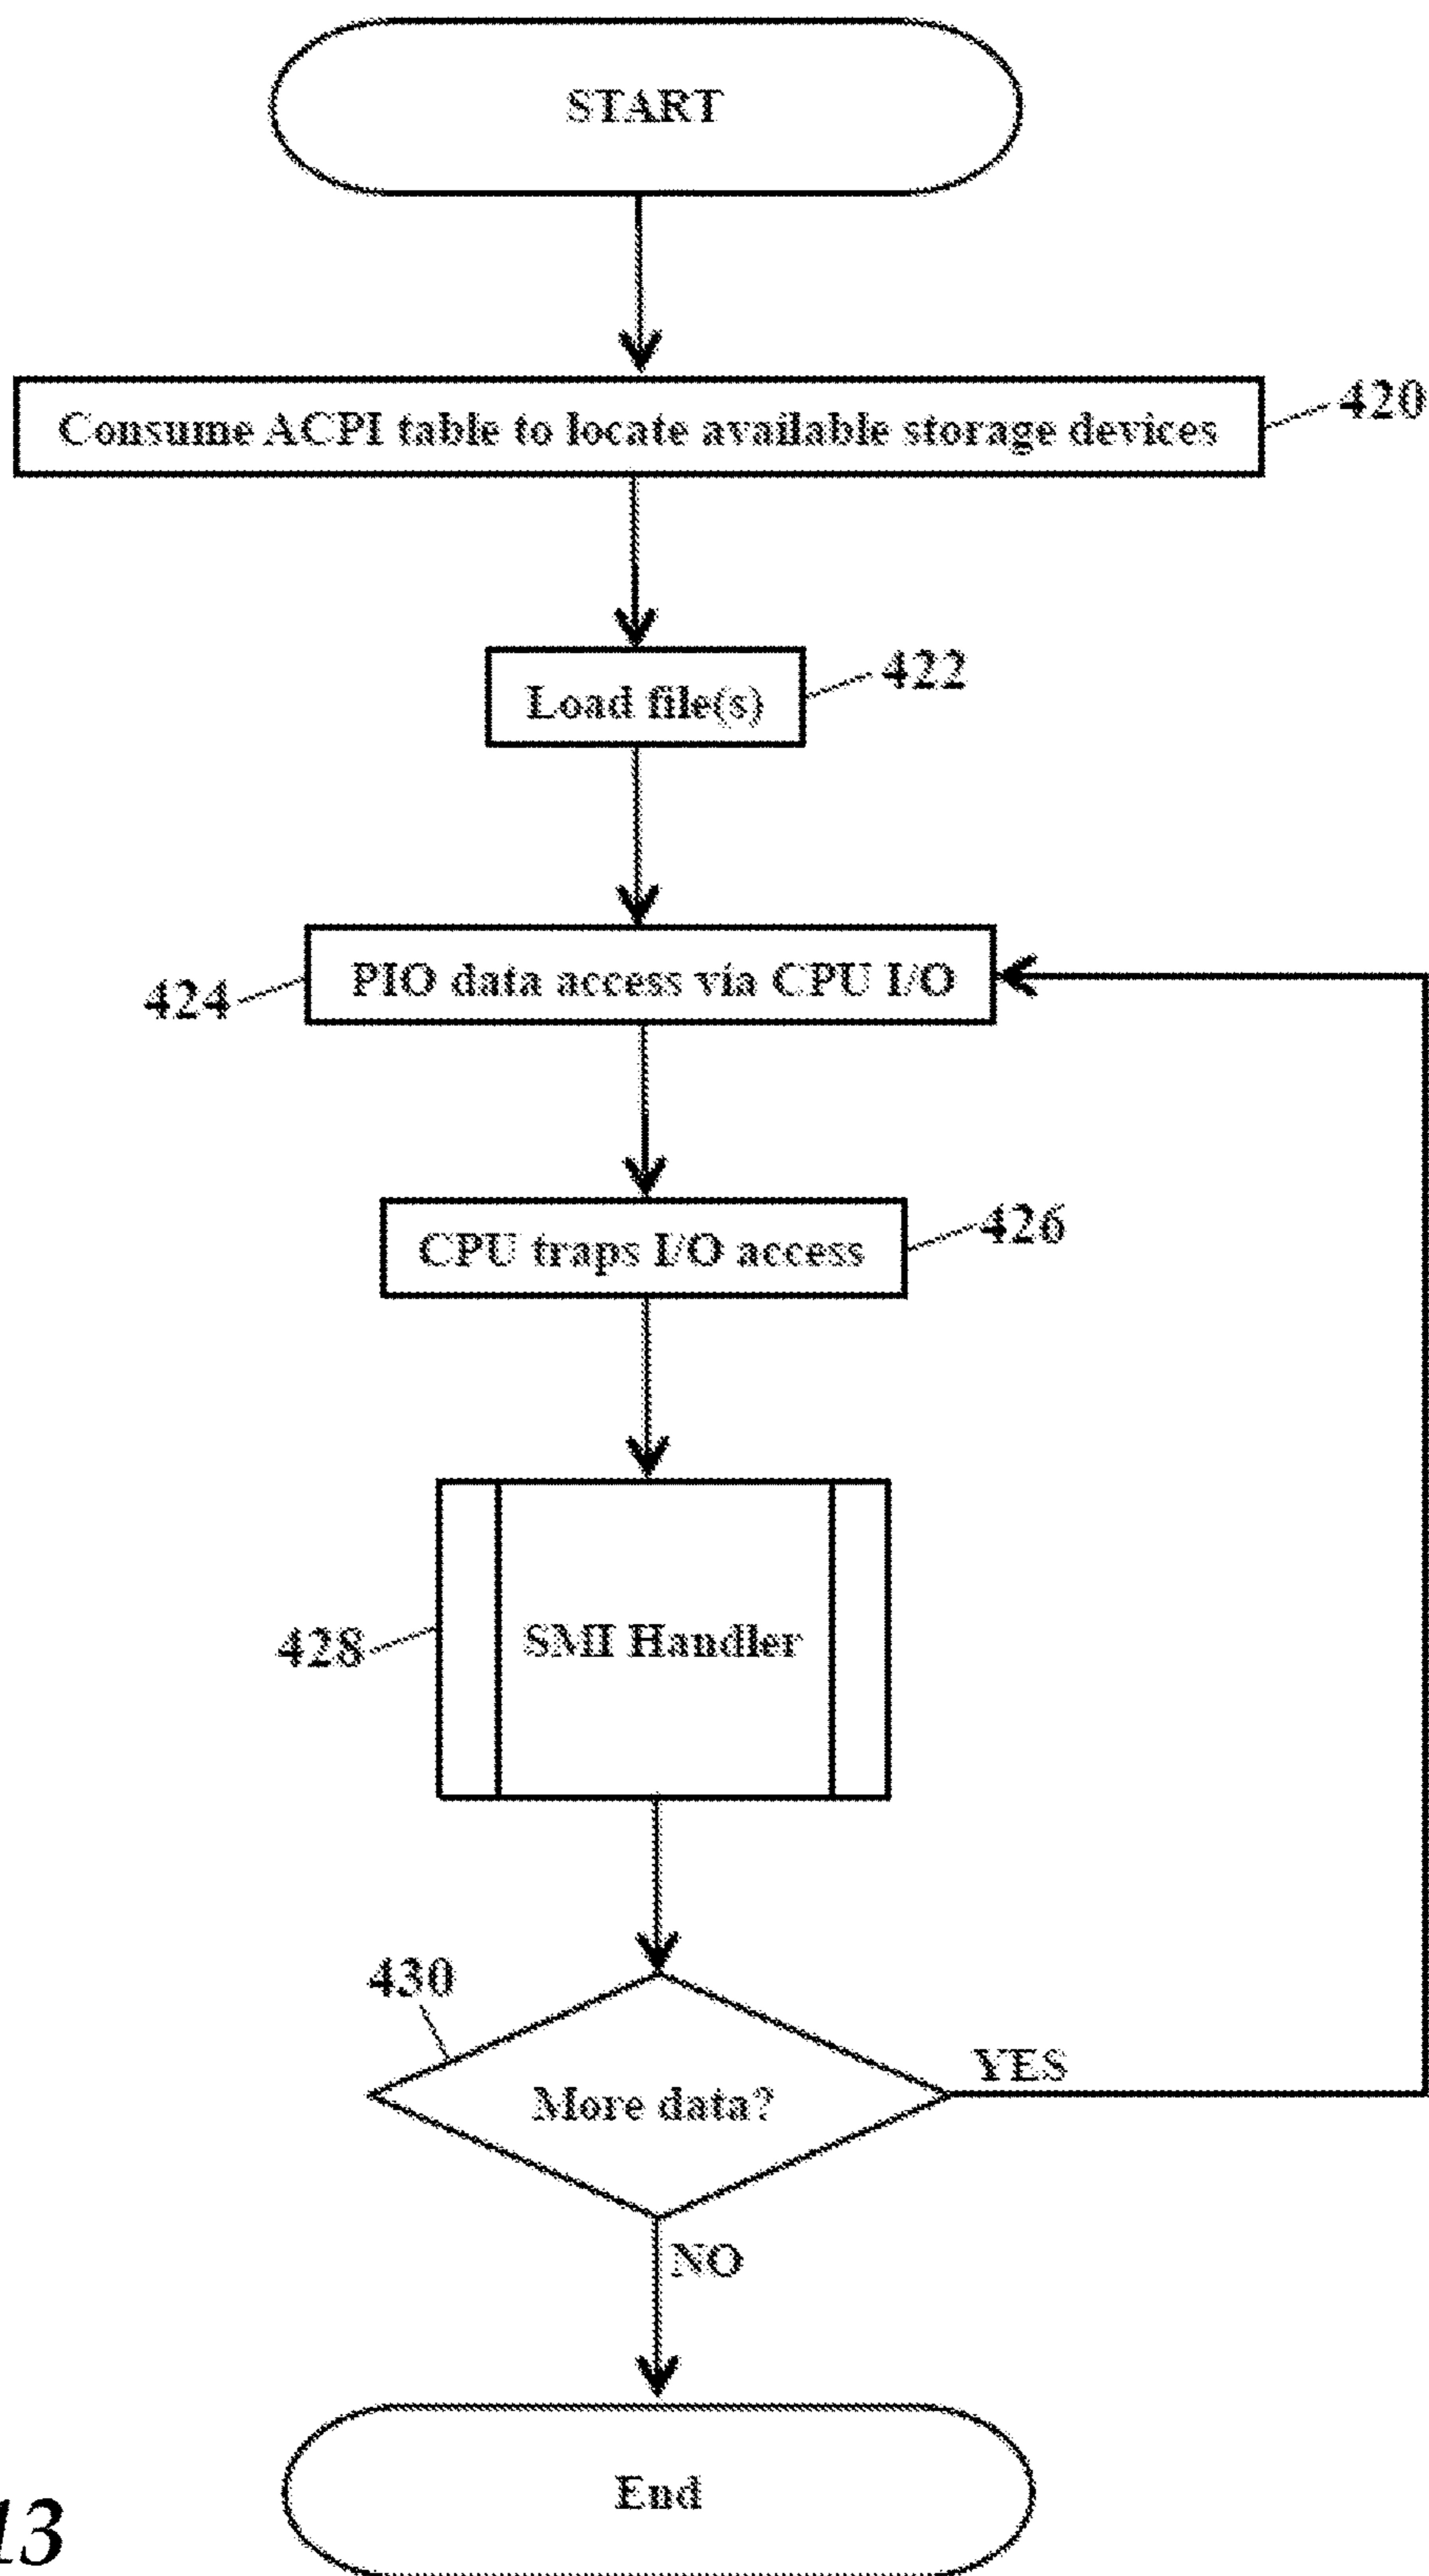 START
Consume ACPI table to locate available storage devices
420
Load file(s)
422
PIO data access via CPU I/O
424
CPU traps I/O access
426
SMI Handler
428
430
More data?
YES
NO
End
13